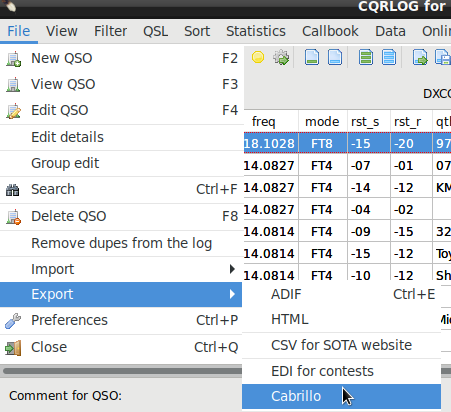 CQRLOG for
File View Filter QSL Sort Statistics Callbook Data Onli
New QSO F2
View QSO F3
Edit QSO F4
Edit details
Group edit
Search Ctrl+F
Delete QSO F8
Remove dupes from the log
Import
Export
Preferences Ctrl+P
Close Ctrl+Q
Comment for QSO:
DXCC
freq mode rst_s rst_r qth
18.1028 FT8 -15 -20 97
14.0827 FT4 -07 -01 07
14.0827 FT4 -14 -12 KM
14.0827 FT4 -04 -02
14.0814 FT4 -09 -15 32
14.0814 FT4 -15 -12 Toy
14.0814 FT4 -10 -12 Sh
ADIF Ctrl+E
HTML
CSV for SOTA website
EDI for contests
Cabrillo